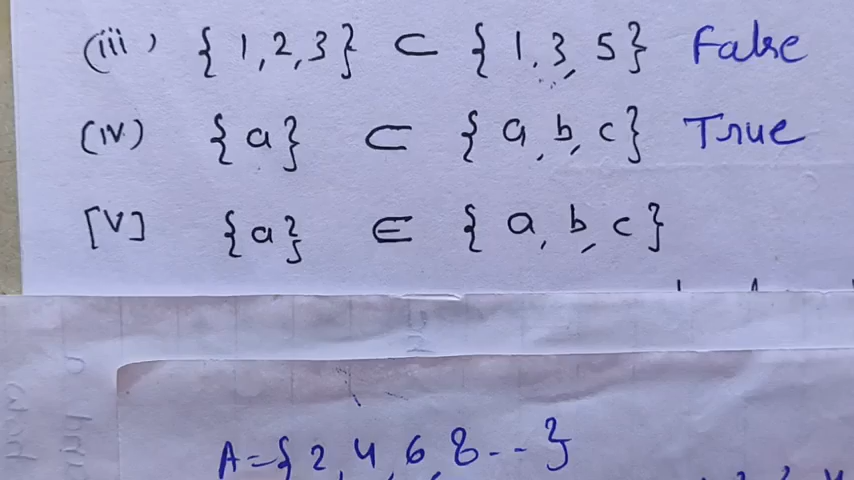 (iii) {1,2,3} ⊂ {1,3,5} False
(iv) {a} ⊂ {a,b,c} True
[V] {a} ∈ {a,b,c}
A={2,4,6,8--}